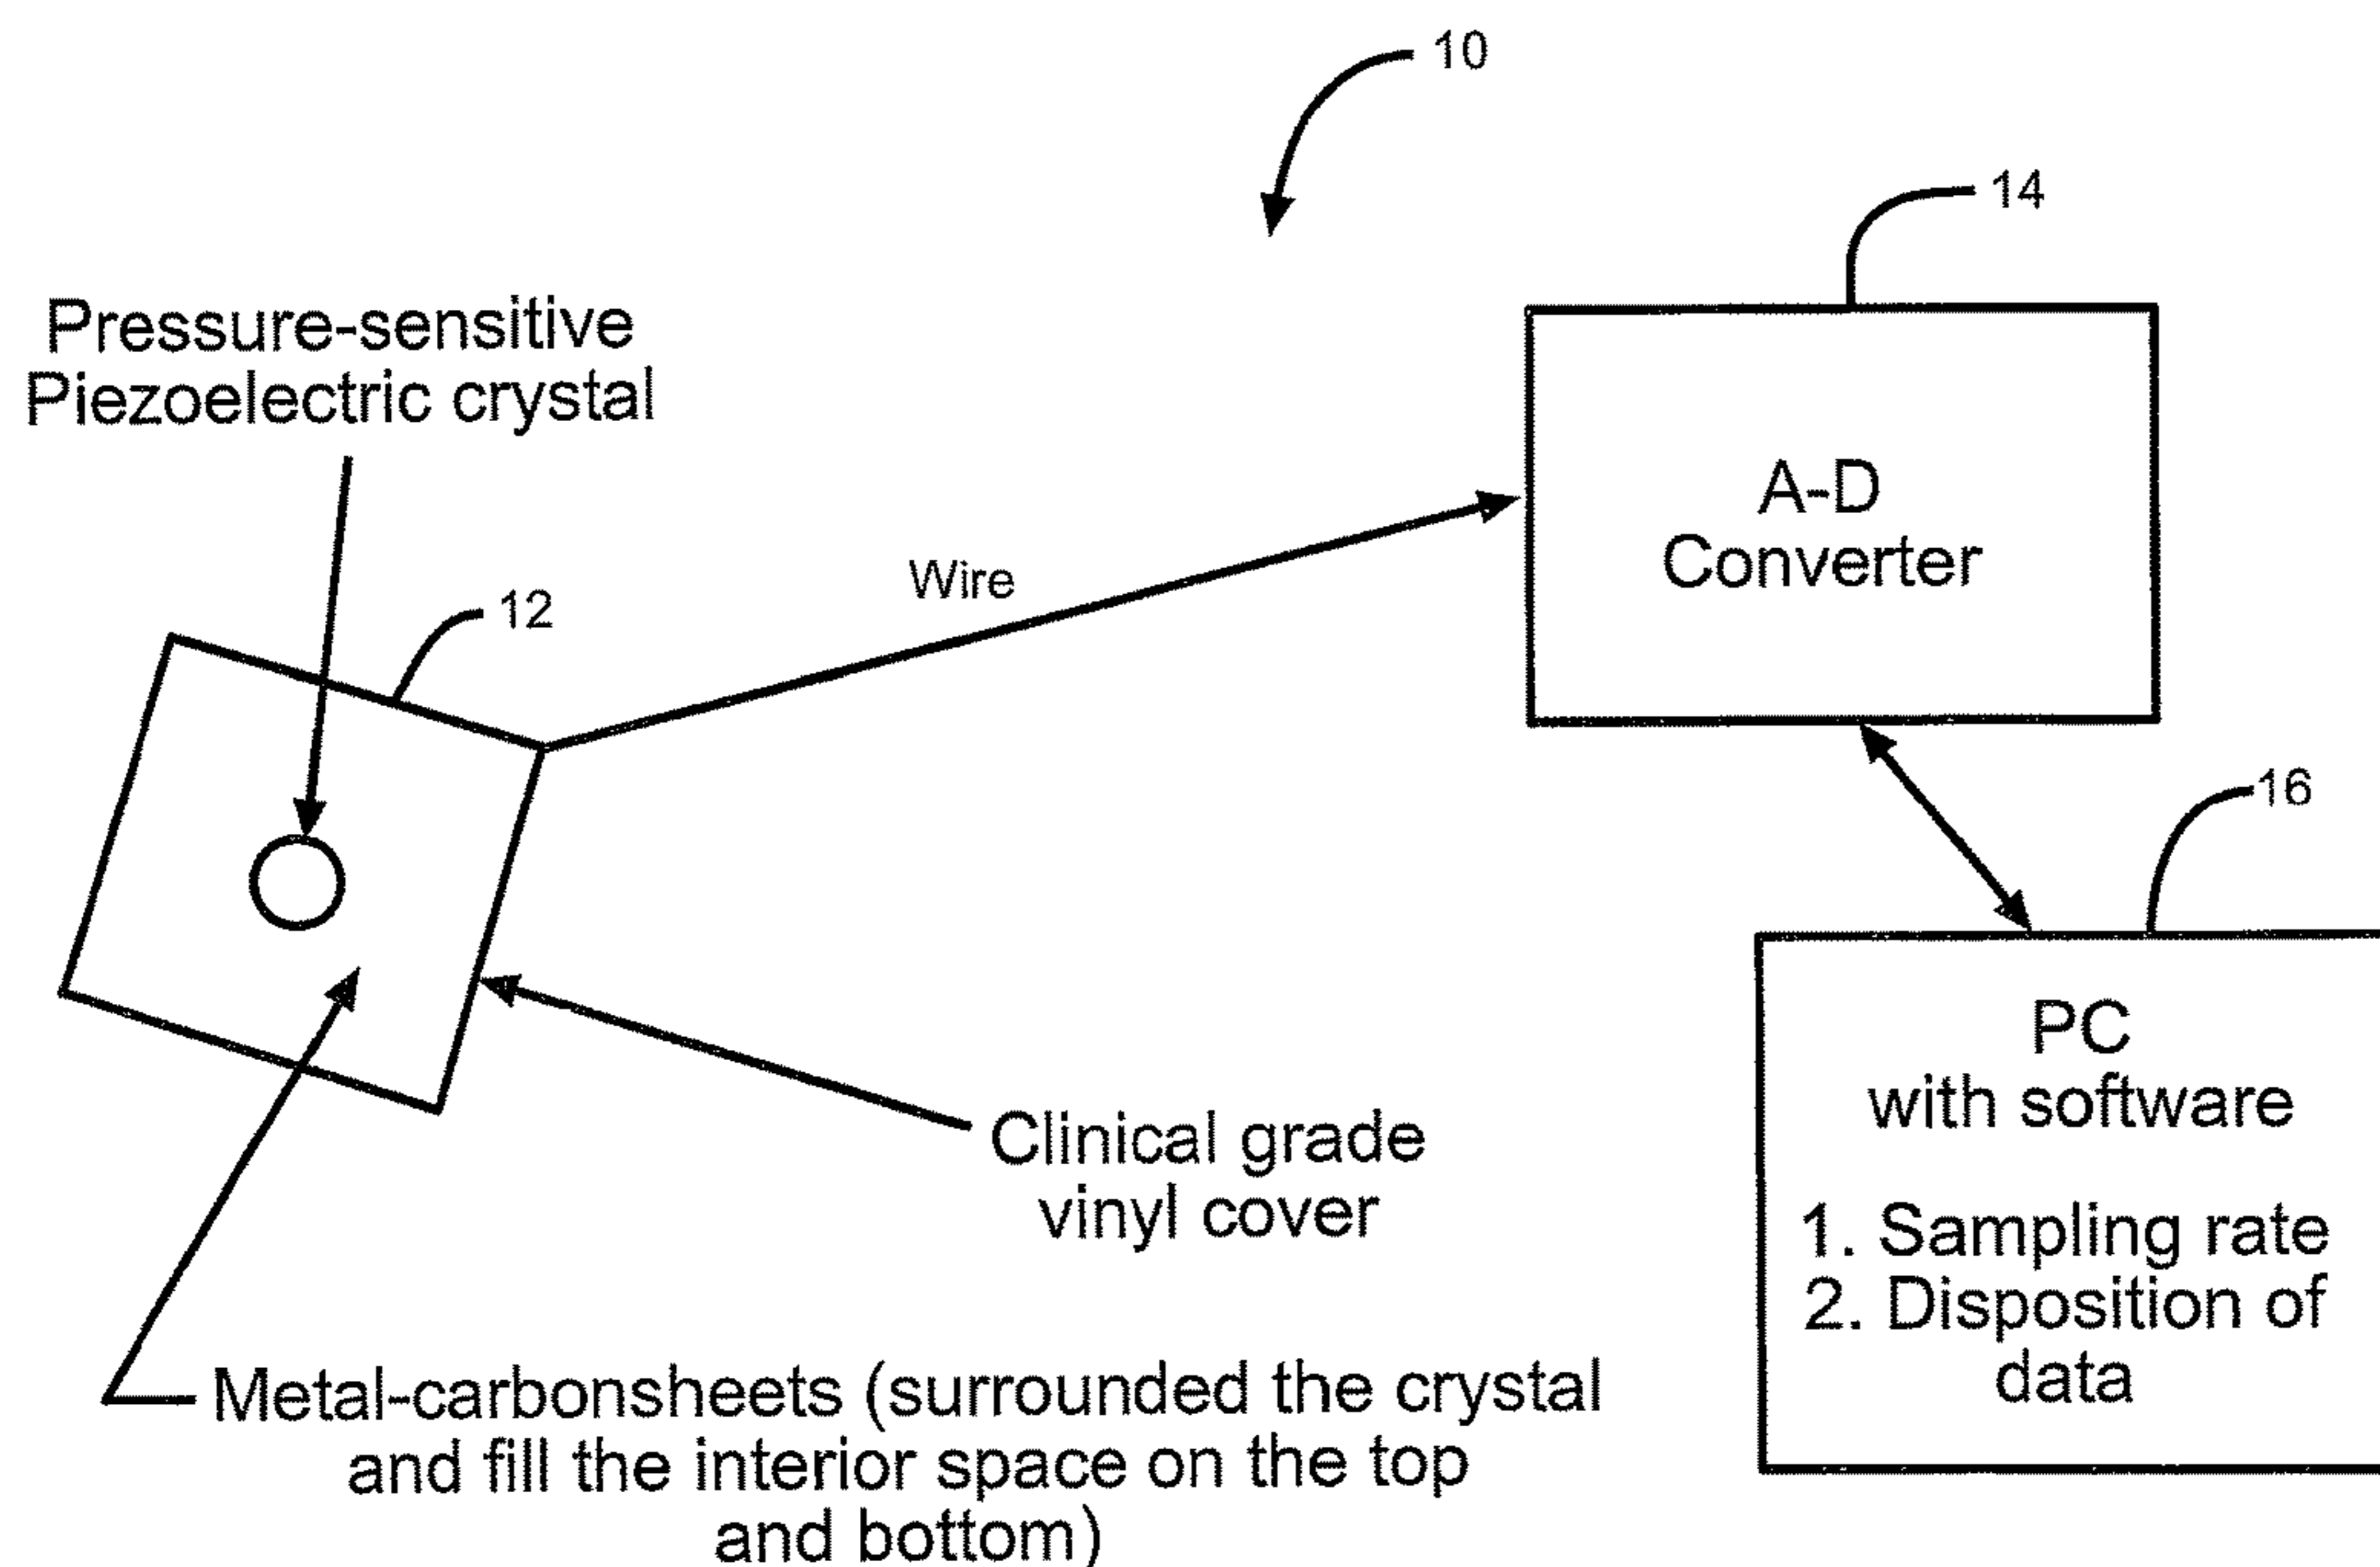 10
14
Pressure-sensitive
Piezoelectric crystal
A-D
Converter
Wire
12
16
PC
with software
1. Sampling rate
2. Disposition of
data
Clinical grade
vinyl cover
Metal-carbonsheets (surrounded the crystal
and fill the interior space on the top
and bottom)